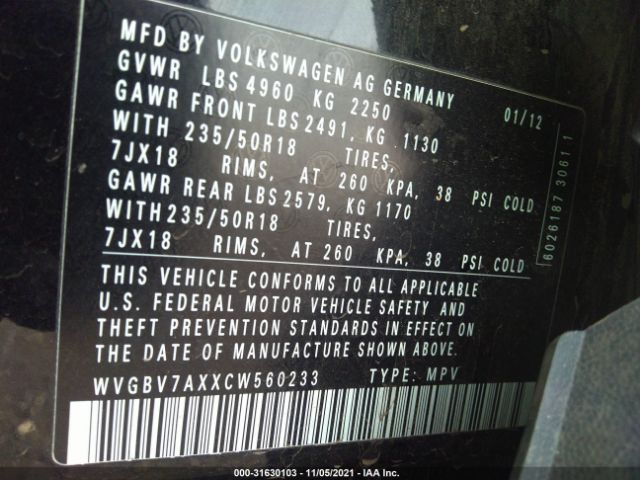 MFD BY VOLKSWAGEN AG GERMANY
GVWR LBS 4960 KG 2250 01/12
GAWR FRONT LBS 2491, KG 1130
WITH 235/50R18 TIRES,
7JX18 RIMS, AT 260 KPA, 38 PSI COLD
GAWR REAR LBS 2579, KG 1170
WITH 235/50R18 TIRES,
7JX18 RIMS, AT 260 KPA, 38 PSI COLD
6026187 3061 1
THIS VEHICLE CONFORMS TO ALL APPLICABLE
U.S. FEDERAL MOTOR VEHICLE SAFETY AND
THEFT PREVENTION STANDARDS IN EFFECT ON
THE DATE OF MANUFACTURE SHOWN ABOVE.
WVGBV7AXXCW560233 TYPE: MPV
000-31630103 - 11/05/2021 - IAA Inc.